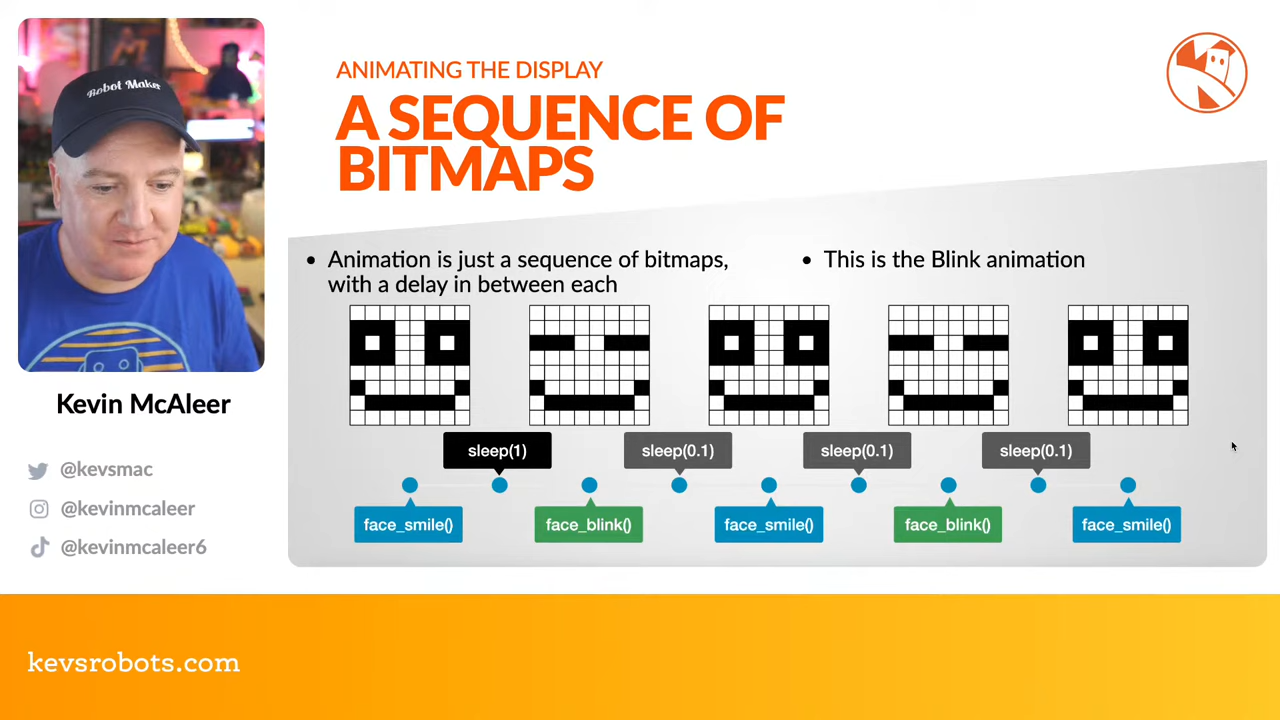 Robot Maker
ANIMATING THE DISPLAY
A SEQUENCE OF
BITMAPS
• Animation is just a sequence of bitmaps,
with a delay in between each
• This is the Blink animation
sleep(1)
sleep(0.1)
sleep(0.1)
sleep(0.1)
face_smile()
face_blink()
face_smile()
face_blink()
face_smile()
Kevin McAleer
@kevsmac
@kevinmcaleer
@kevinmcaleer6
kevsrobots.com